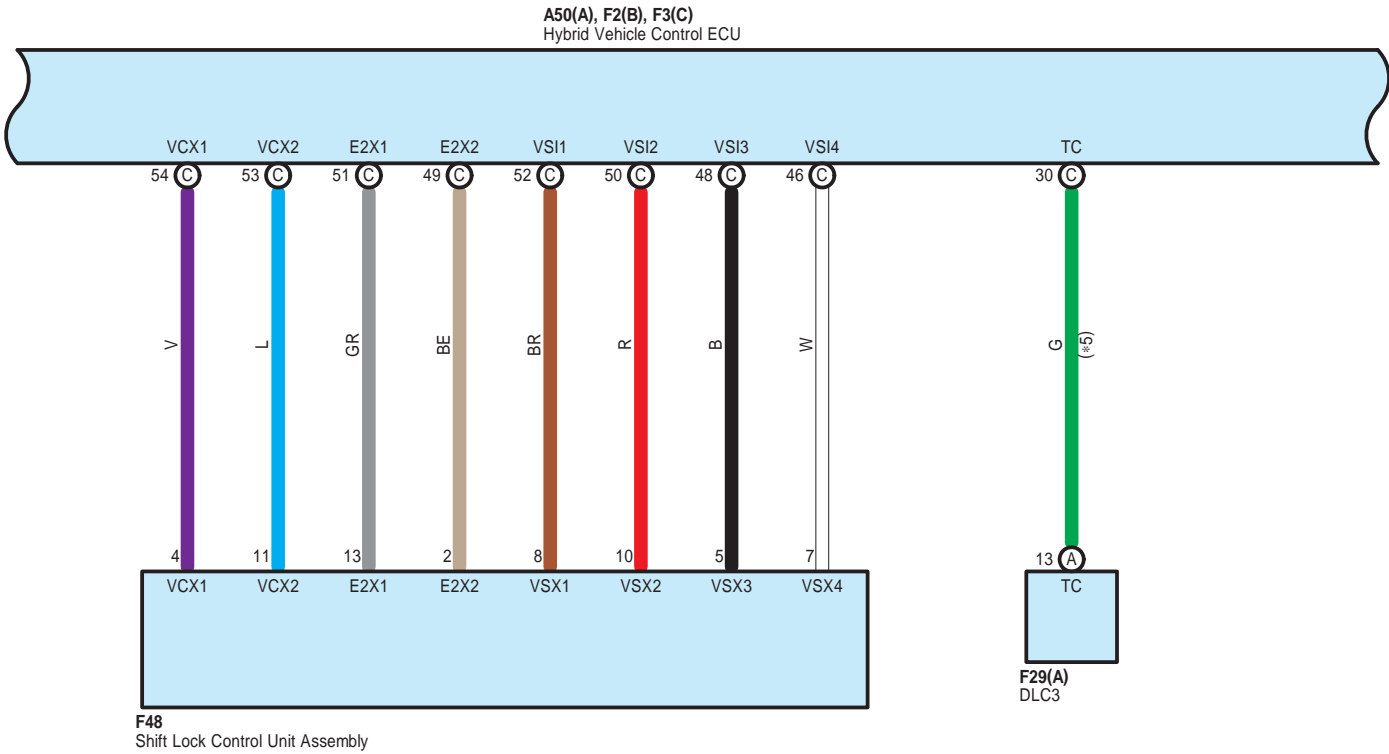 A50(A), F2(B), F3(C)
Hybrid Vehicle Control ECU
VCX1 VCX2 E2X1 E2X2 VSI1 VSI2 VSI3 VSI4 TC
54 C 53 C 51 C 49 C 52 C 50 C 48 C 46 C 30 C
V L GR BE BR R B W G (*5)
4 11 13 2 8 10 5 7 13 A
VCX1 VCX2 E2X1 E2X2 VSX1 VSX2 VSX3 VSX4 TC
F29(A)
DLC3
F48
Shift Lock Control Unit Assembly